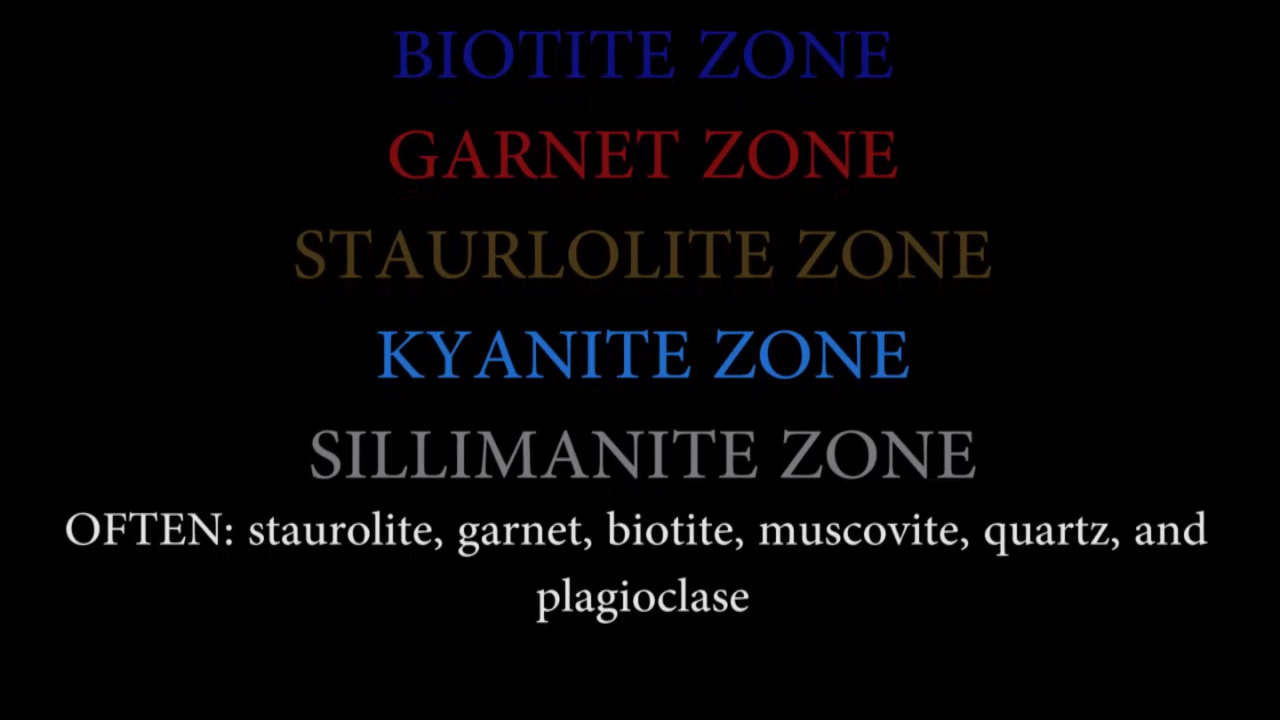 BIOTITE ZONE
GARNET ZONE
STAURLOLITE ZONE
KYANITE ZONE
SILLIMANITE ZONE
OFTEN: staurolite, garnet, biotite, muscovite, quartz, and
plagioclase